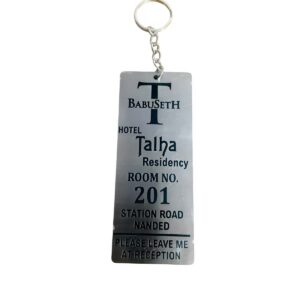 T
BABUSETH
HOTEL
Talha
Residency
ROOM NO.
201
STATION ROAD
NANDED
PLEASE LEAVE ME
AT RECEPTION